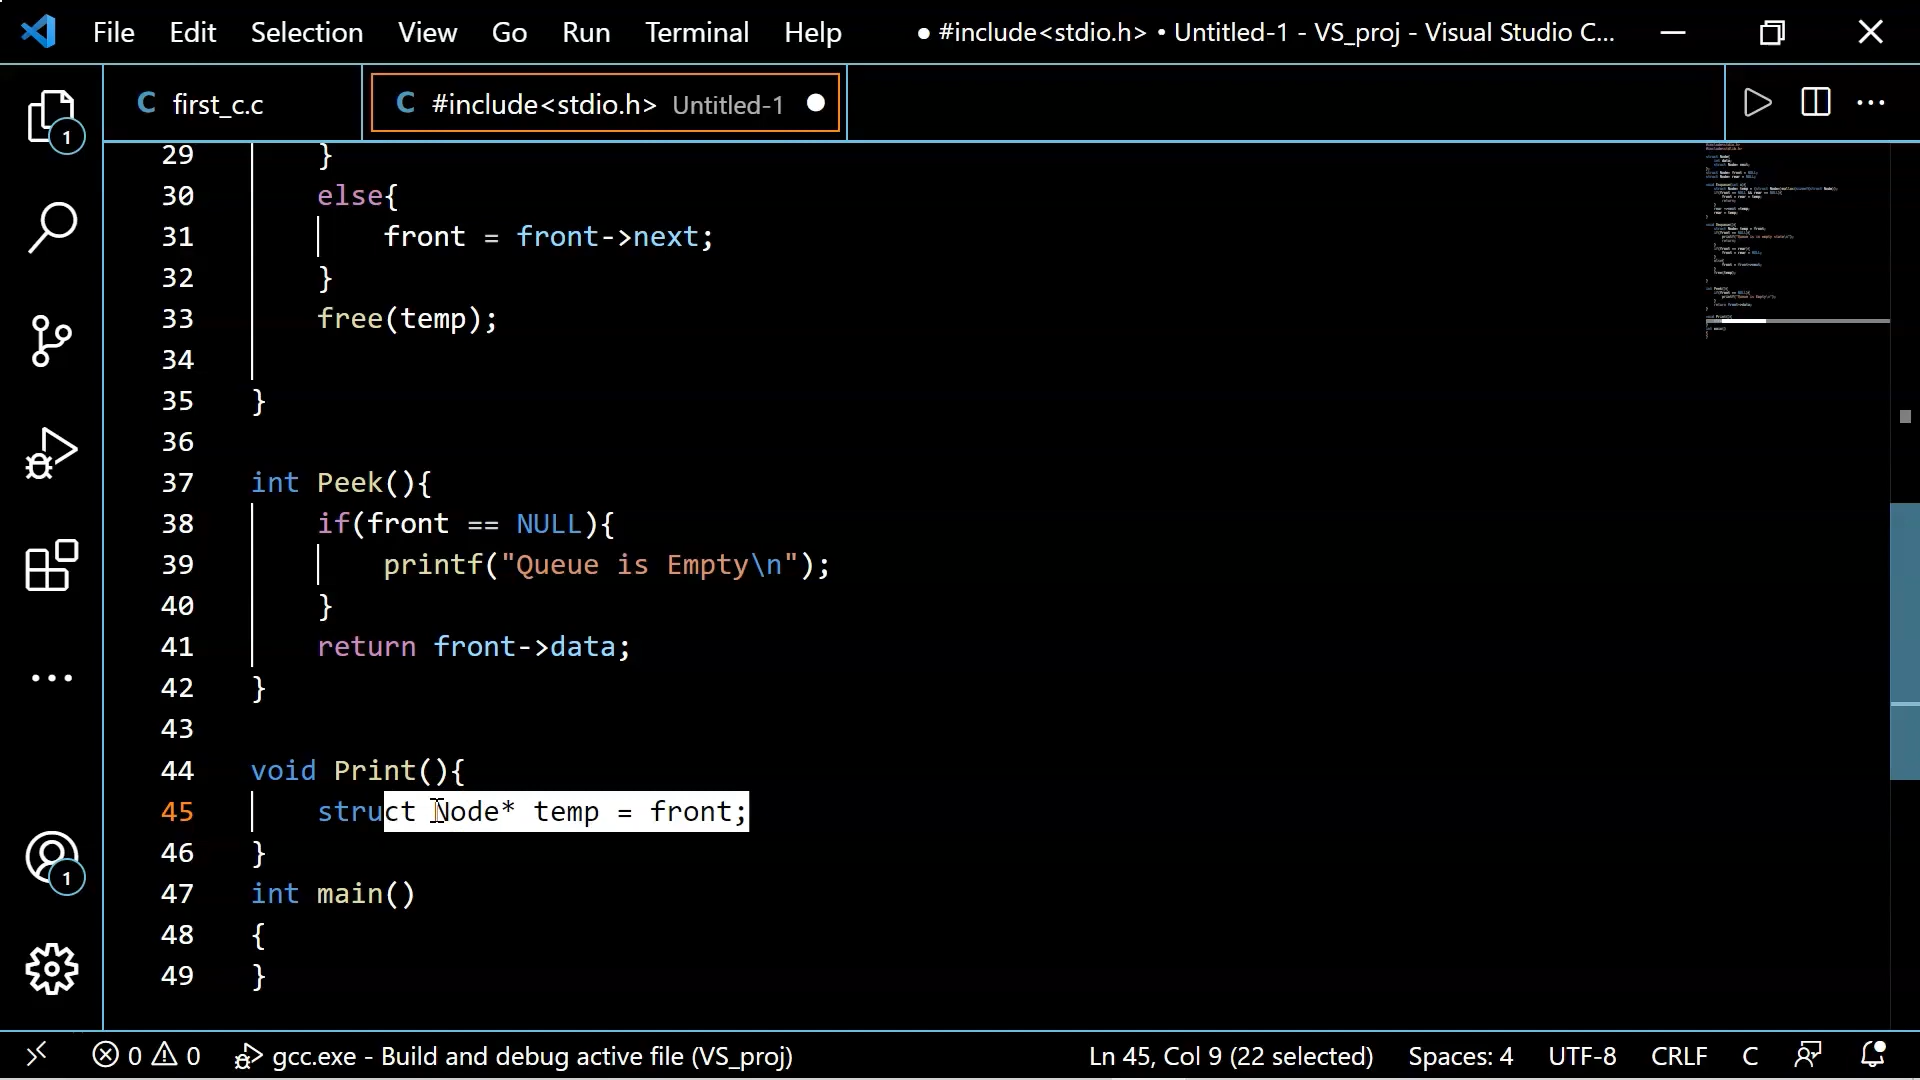 File Edit Selection View Go Run Terminal Help ● #include<stdio.h> • Untitled-1 - VS_proj - Visual Studio C...
C first_c.c C #include<stdio.h> Untitled-1
29 }
30 else{
31 front = front->next;
32 }
33 free(temp);
34
35 }
36
37 int Peek(){
38 if(front == NULL){
39 printf("Queue is Empty\n");
40 }
41 return front->data;
42 }
43
44 void Print(){
45 struct Node* temp = front;
46 }
47 int main()
48 {
49 }
1
1
0 0 gcc.exe - Build and debug active file (VS_proj) Ln 45, Col 9 (22 selected) Spaces: 4 UTF-8 CRLF C